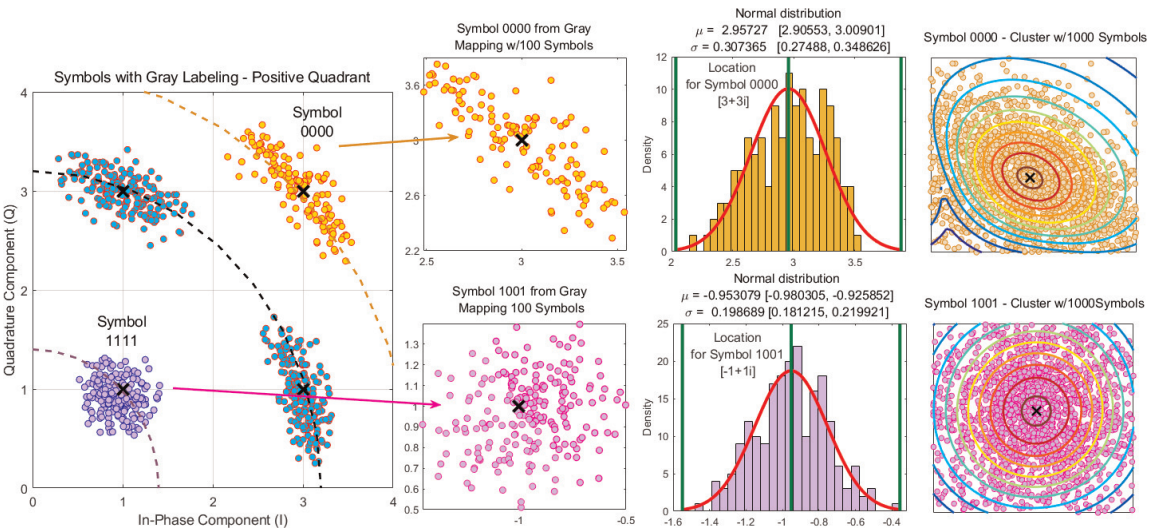 Symbols with Gray Labeling - Positive Quadrant
4
3
2
1
0
0
1
2
3
4
Quadrature Component (Q)
In-Phase Component (I)
Symbol
0000
Symbol
1111
Symbol 0000 from Gray
Mapping w/100 Symbols
3.6
3
2.6
2.2
2.5
3
3.5
Normal distribution
μ = 2.95727 [2.90553, 3.00901]
σ = 0.307365 [0.27488, 0.348626]
Location
for Symbol 0000
[3+3i]
Density
12
10
8
6
4
2
0
2
2.5
3
3.5
Symbol 0000 - Cluster w/1000 Symbols
Symbol 1001 from Gray
Mapping 100 Symbols
1.3
1.2
1.1
1.0
0.9
0.8
0.7
0.6
0.5
-1
-0.5
Normal distribution
μ = -0.953079 [-0.980305, -0.925852]
σ = 0.198689 [0.181215, 0.219921]
Location
for Symbol 1001
[-1+1i]
Density
25
20
15
10
5
0
-1.6
-1.4
-1.2
-1
-0.8
-0.6
-0.4
Symbol 1001 - Cluster w/1000Symbols